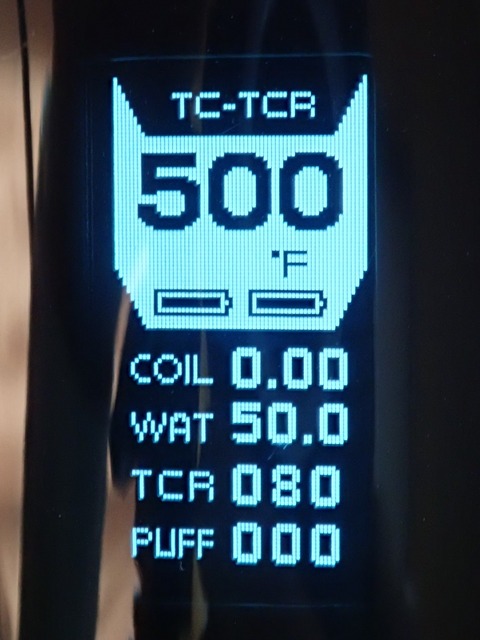 TC-TCR
500
°F
COIL 0.00
WAT 50.0
TCR 080
PUFF 000